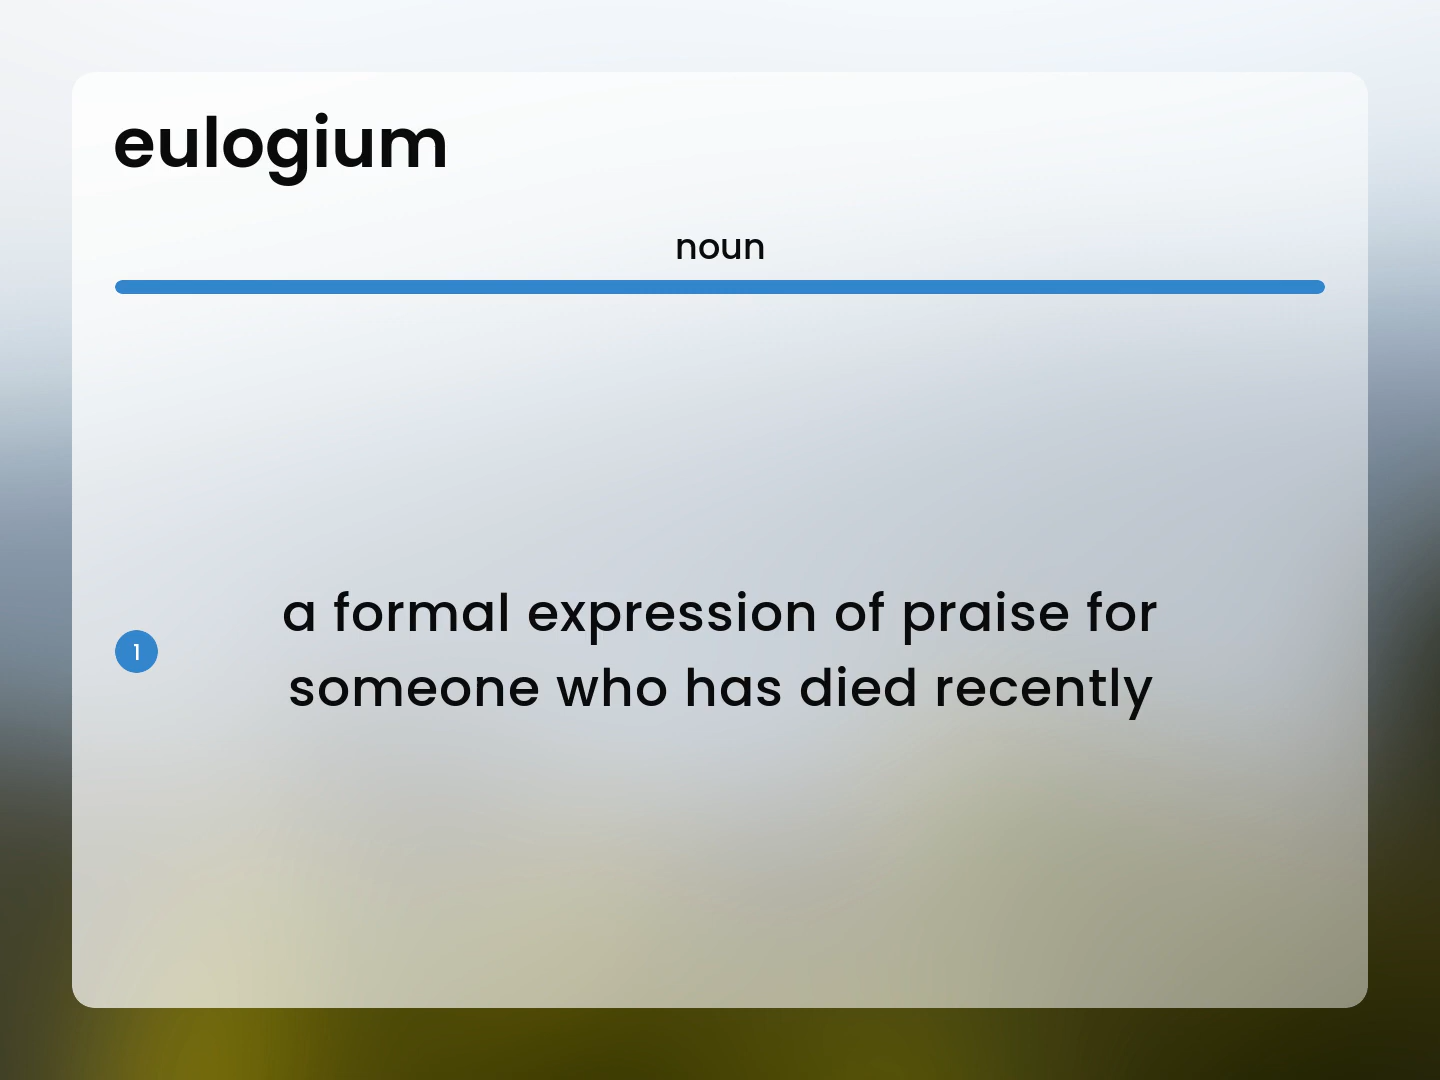 eulogium
noun
1
a formal expression of praise for
someone who has died recently